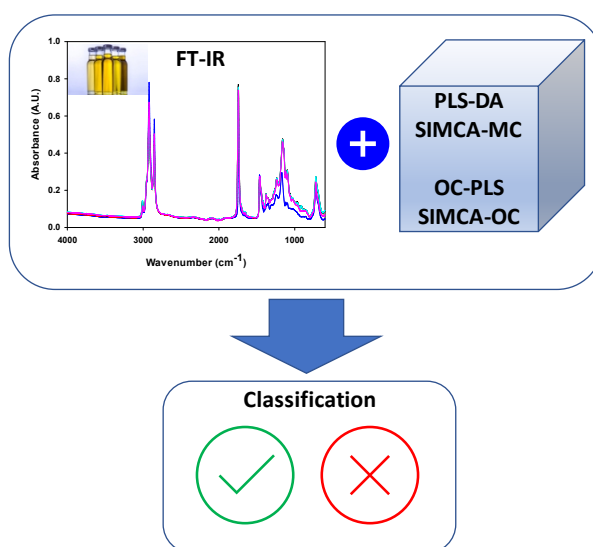 FT-IR
1.0
0.8
0.6
0.4
0.2
0.0
Absorbance (A.U.)
4000 3000 2000 1000
Wavenumber (cm⁻¹)
+
PLS-DA
SIMCA-MC
OC-PLS
SIMCA-OC
Classification